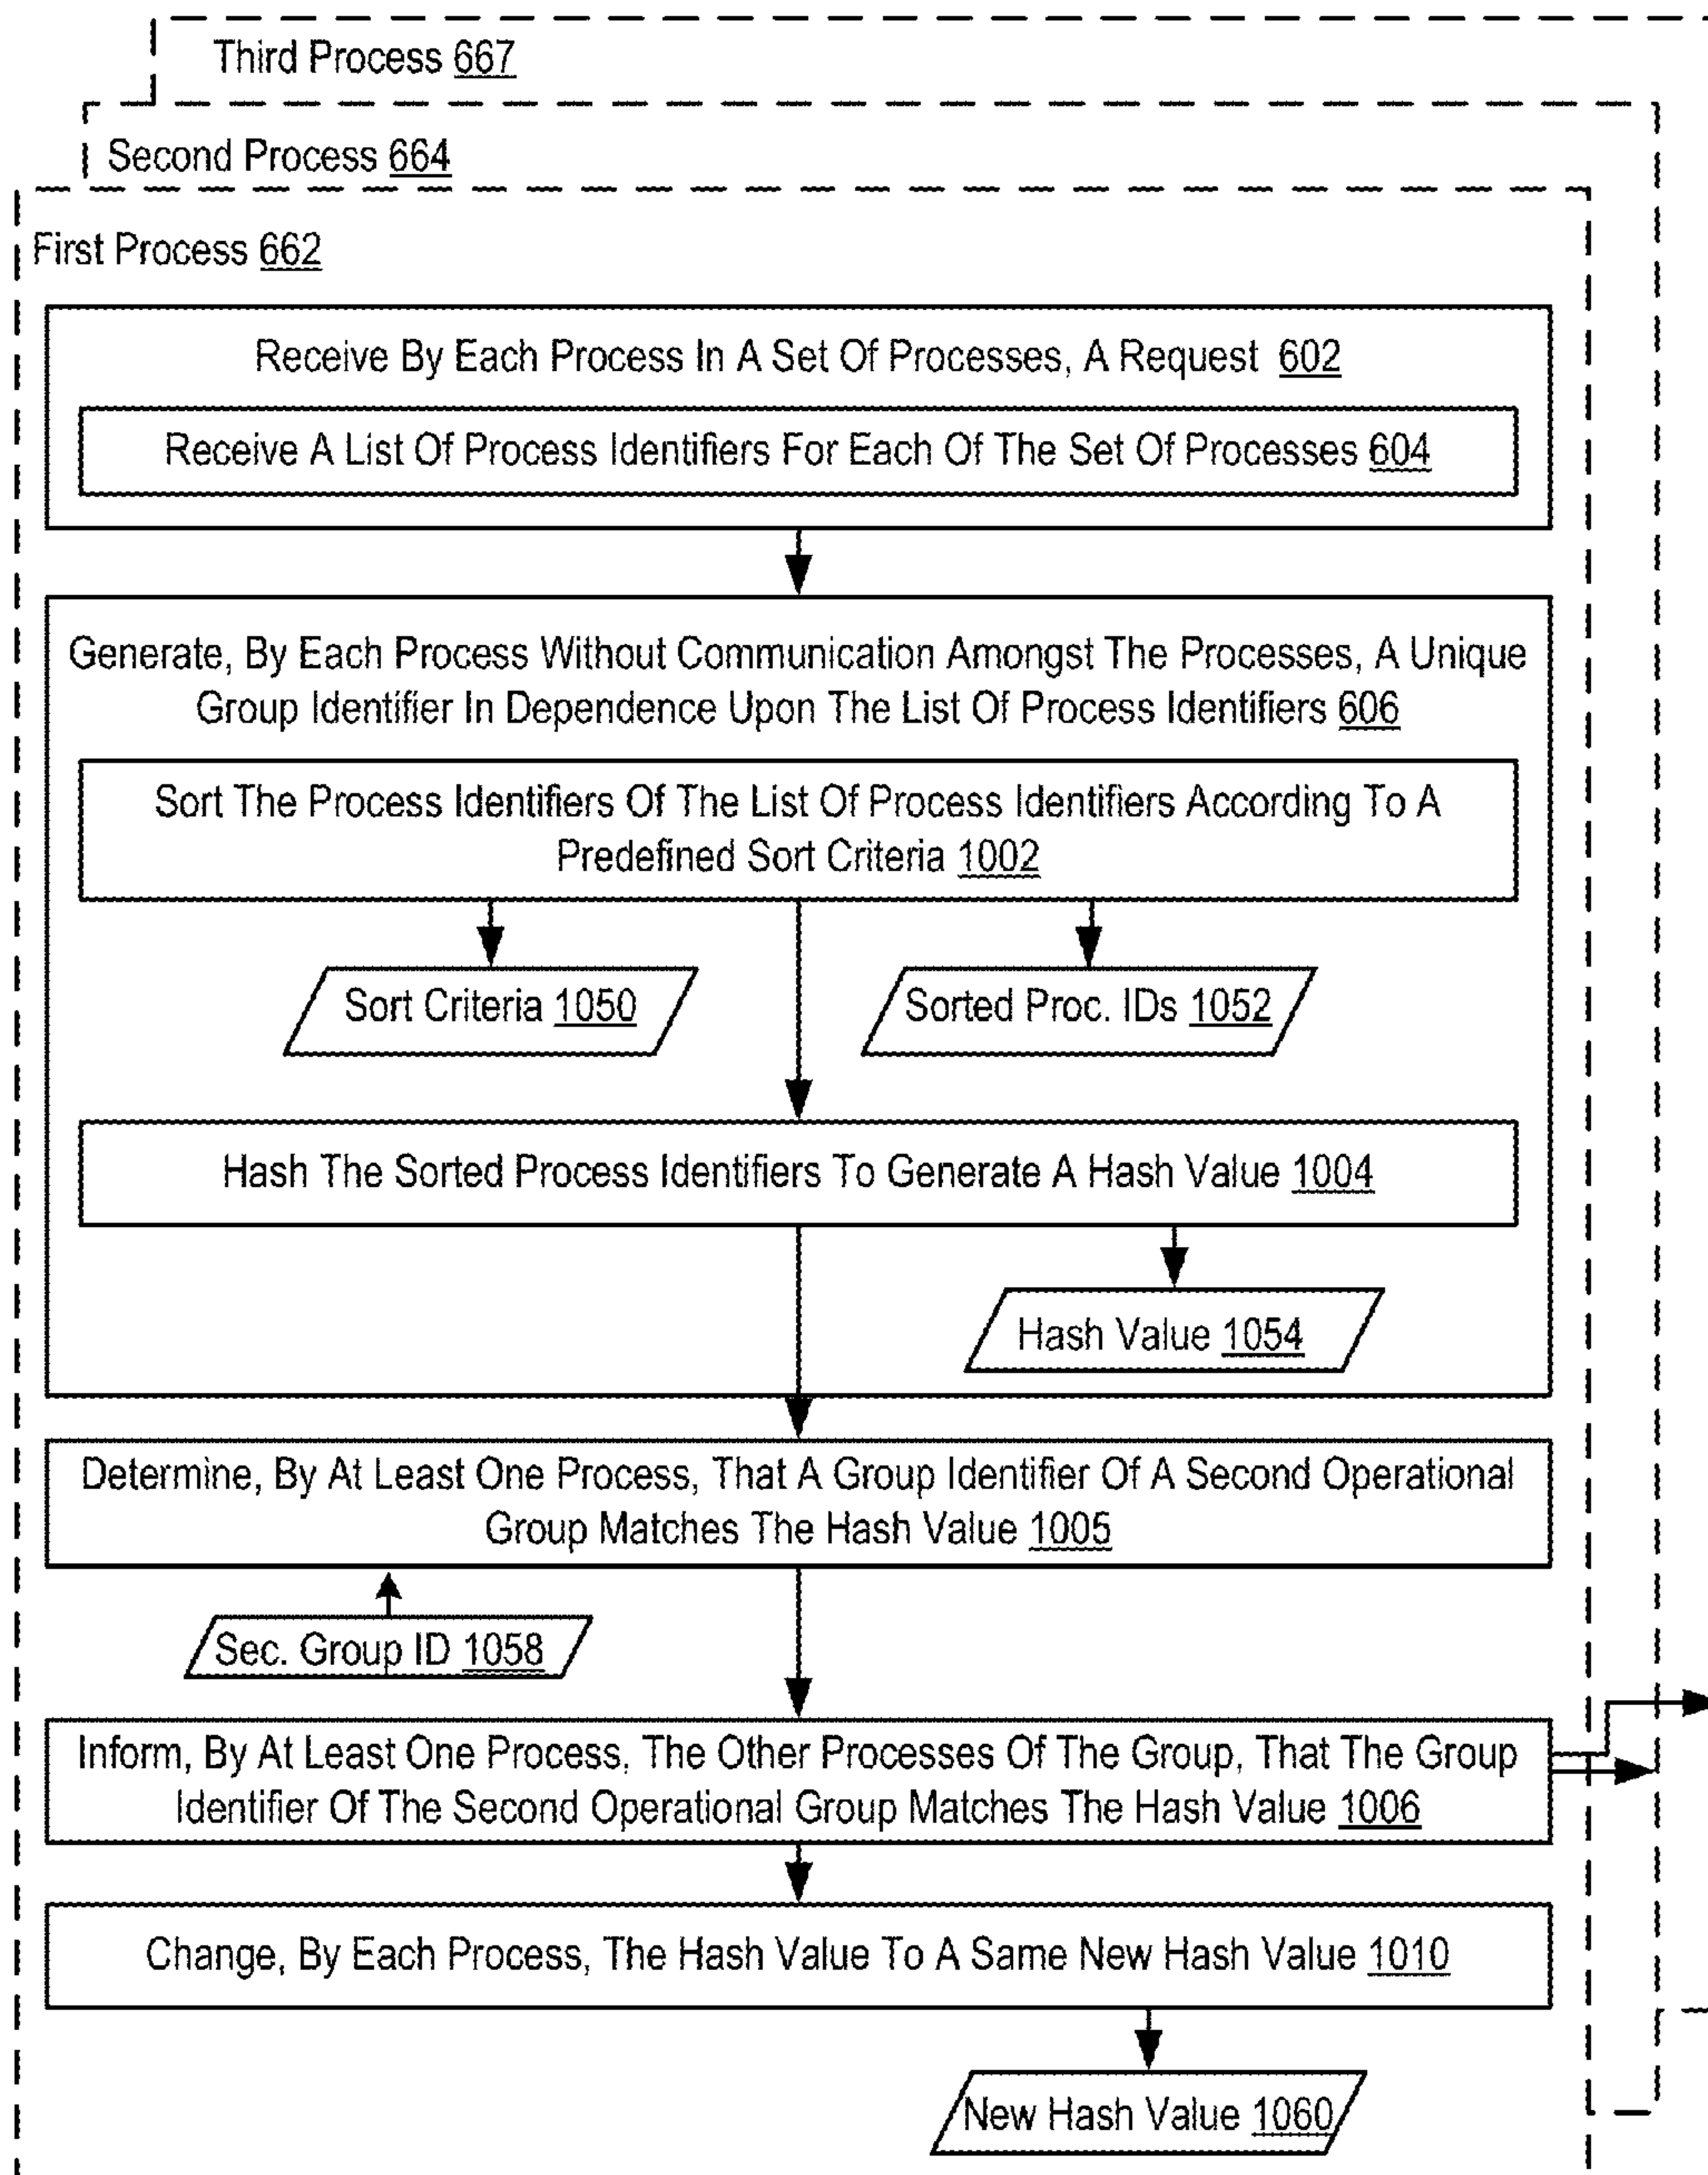 Third Process 667
Second Process 664
First Process 662
Receive By Each Process In A Set Of Processes, A Request 602
Receive A List Of Process Identifiers For Each Of The Set Of Processes 604
Generate, By Each Process Without Communication Amongst The Processes, A Unique
Group Identifier In Dependence Upon The List Of Process Identifiers 606
Sort The Process Identifiers Of The List Of Process Identifiers According To A
Predefined Sort Criteria 1002
Sort Criteria 1050
Sorted Proc. IDs 1052
Hash The Sorted Process Identifiers To Generate A Hash Value 1004
Hash Value 1054
Determine, By At Least One Process, That A Group Identifier Of A Second Operational
Group Matches The Hash Value 1005
Sec. Group ID 1058
Inform, By At Least One Process, The Other Processes Of The Group, That The Group
Identifier Of The Second Operational Group Matches The Hash Value 1006
Change, By Each Process, The Hash Value To A Same New Hash Value 1010
New Hash Value 1060